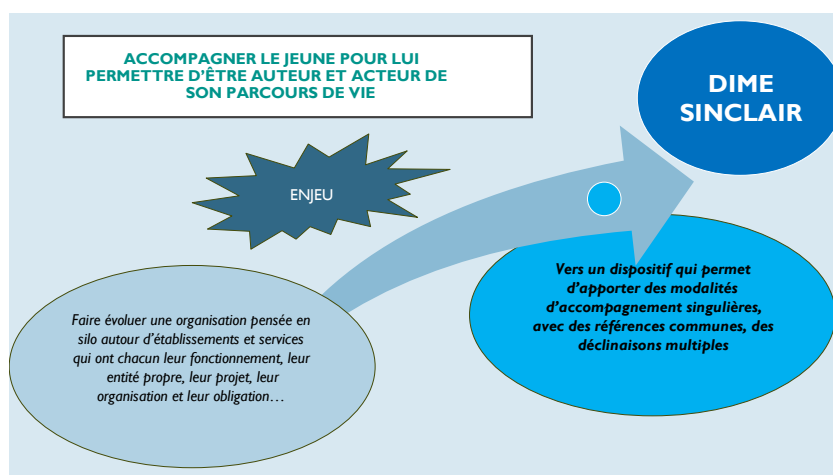 ACCOMPAGNER LE JEUNE POUR LUI
PERMETTRE D'ÊTRE AUTEUR ET ACTEUR DE
SON PARCOURS DE VIE
DIME
SINCLAIR
ENJEU
Vers un dispositif qui permet
d'apporter des modalités
d'accompagnement singulières,
avec des références communes, des
déclinaisons multiples
Faire évoluer une organisation pensée en
silo autour d'établissements et services
qui ont chacun leur fonctionnement, leur
entité propre, leur projet, leur
organisation et leur obligation…